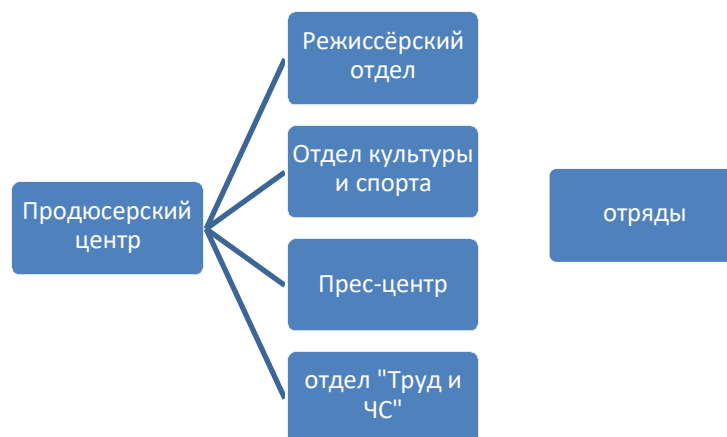 Режиссёрский
отдел
Отдел культуры
и спорта
Продюсерский
центр
отряды
Прес-центр
отдел "Труд и
ЧС"